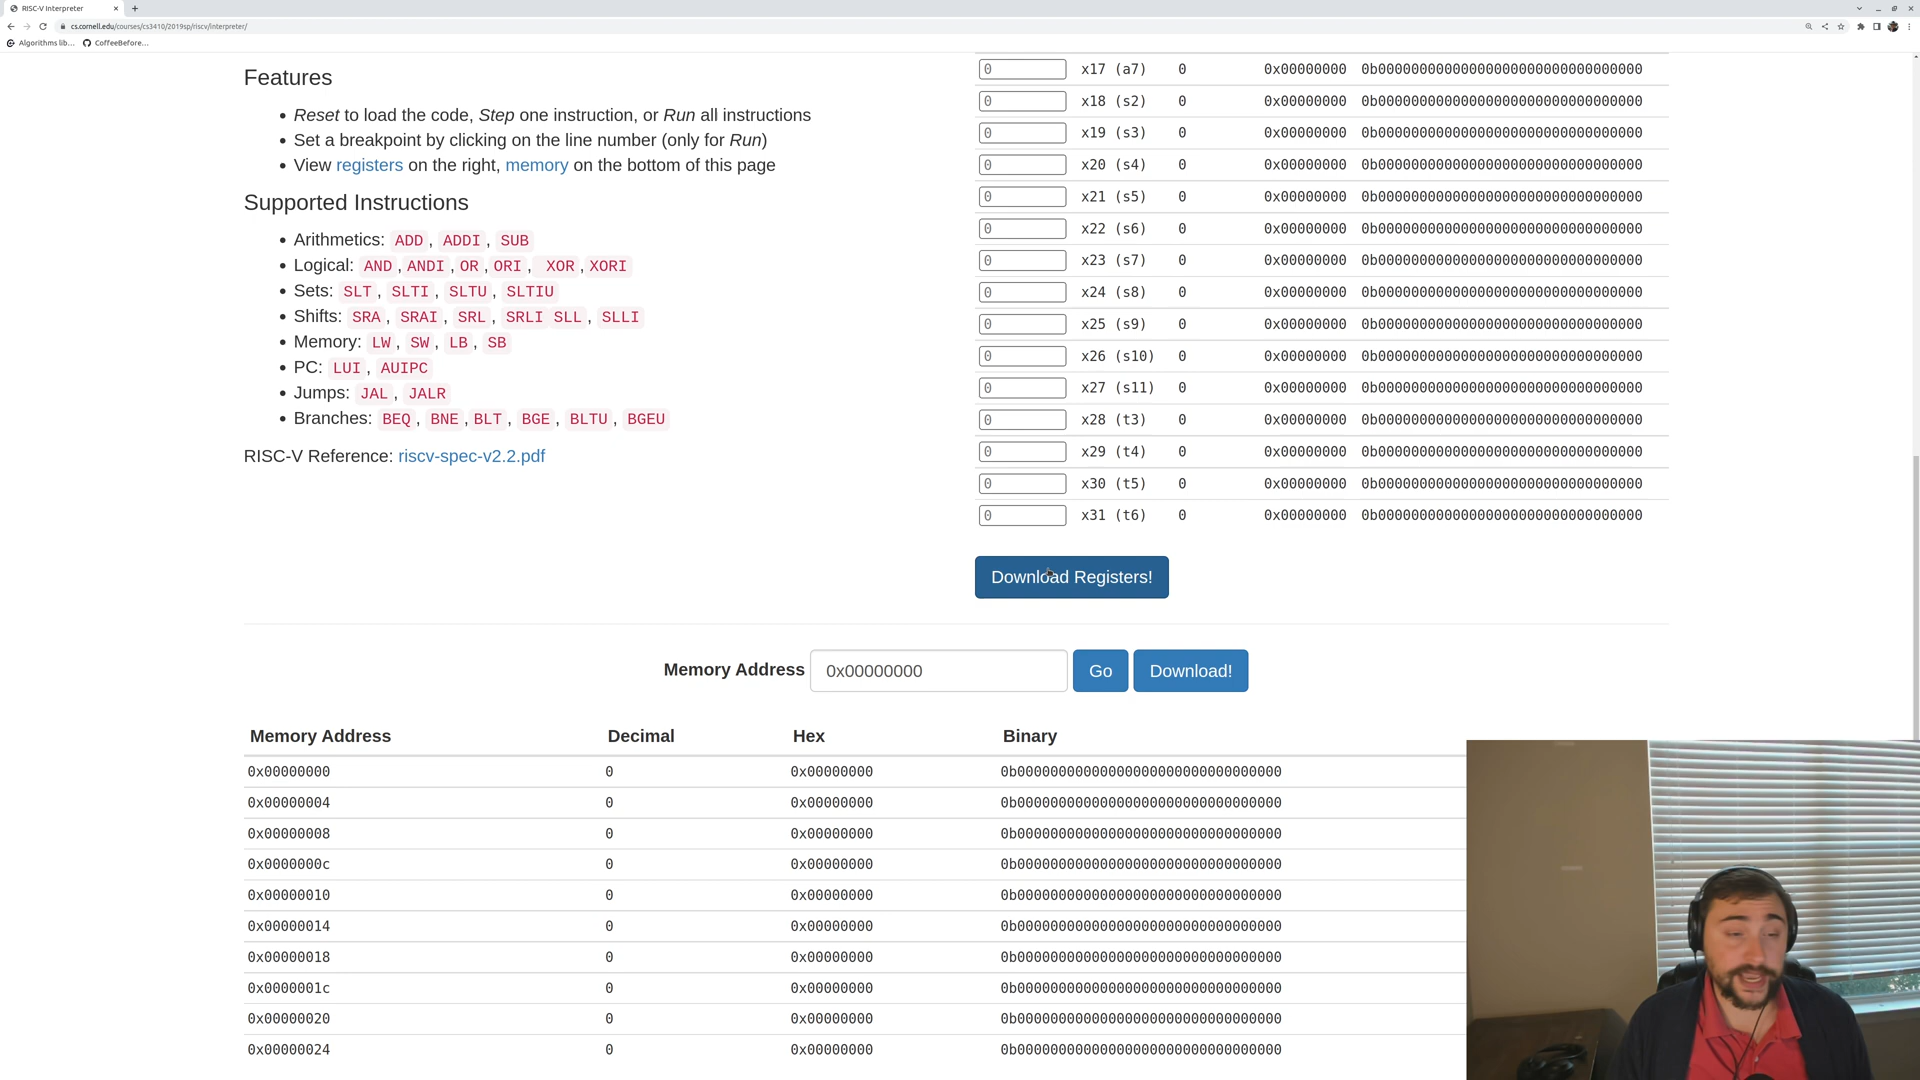 RISC-V Interpreter
cs.cornell.edu/courses/cs3410/2019sp/riscv/interpreter/
Algorithms lib...
CoffeeBefore...
Features
Reset to load the code, Step one instruction, or Run all instructions
Set a breakpoint by clicking on the line number (only for Run)
View registers on the right, memory on the bottom of this page
Supported Instructions
Arithmetics: ADD , ADDI , SUB
Logical: AND , ANDI , OR , ORI , XOR , XORI
Sets: SLT , SLTI , SLTU , SLTIU
Shifts: SRA , SRAI , SRL , SRLI SLL , SLLI
Memory: LW , SW , LB , SB
PC: LUI , AUIPC
Jumps: JAL , JALR
Branches: BEQ , BNE , BLT , BGE , BLTU , BGEU
RISC-V Reference: riscv-spec-v2.2.pdf
0 x17 (a7) 0 0x00000000 0b00000000000000000000000000000000
0 x18 (s2) 0 0x00000000 0b00000000000000000000000000000000
0 x19 (s3) 0 0x00000000 0b00000000000000000000000000000000
0 x20 (s4) 0 0x00000000 0b00000000000000000000000000000000
0 x21 (s5) 0 0x00000000 0b00000000000000000000000000000000
0 x22 (s6) 0 0x00000000 0b00000000000000000000000000000000
0 x23 (s7) 0 0x00000000 0b00000000000000000000000000000000
0 x24 (s8) 0 0x00000000 0b00000000000000000000000000000000
0 x25 (s9) 0 0x00000000 0b00000000000000000000000000000000
0 x26 (s10) 0 0x00000000 0b00000000000000000000000000000000
0 x27 (s11) 0 0x00000000 0b00000000000000000000000000000000
0 x28 (t3) 0 0x00000000 0b00000000000000000000000000000000
0 x29 (t4) 0 0x00000000 0b00000000000000000000000000000000
0 x30 (t5) 0 0x00000000 0b00000000000000000000000000000000
0 x31 (t6) 0 0x00000000 0b00000000000000000000000000000000
Download Registers!
Memory Address 0x00000000 Go Download!
Memory Address Decimal Hex Binary
0x00000000 0 0x00000000 0b00000000000000000000000000000000
0x00000004 0 0x00000000 0b00000000000000000000000000000000
0x00000008 0 0x00000000 0b00000000000000000000000000000000
0x0000000c 0 0x00000000 0b00000000000000000000000000000000
0x00000010 0 0x00000000 0b00000000000000000000000000000000
0x00000014 0 0x00000000 0b00000000000000000000000000000000
0x00000018 0 0x00000000 0b00000000000000000000000000000000
0x0000001c 0 0x00000000 0b00000000000000000000000000000000
0x00000020 0 0x00000000 0b00000000000000000000000000000000
0x00000024 0 0x00000000 0b00000000000000000000000000000000